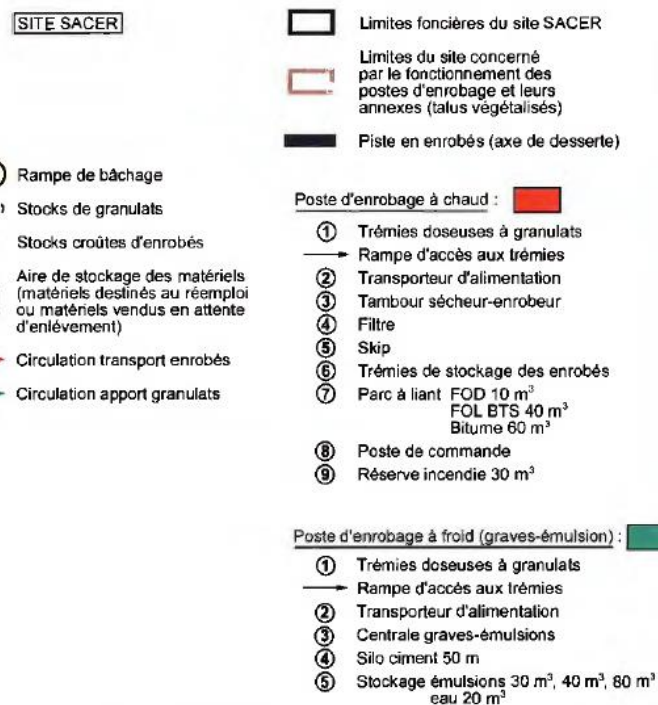 SITE SACER
Rampe de bâchage
Stocks de granulats
Stocks croûtes d'enrobés
Aire de stockage des matériels
(matériels destinés au réemploi
ou matériels vendus en attente
d'enlévement)
Circulation transport enrobés
Circulation apport granulats
Limites foncières du site SACER
Limites du site concerné
par le fonctionnement des
postes d'enrobage et leurs
annexes (talus végétalisés)
Piste en enrobés (axe de desserte)
Poste d'enrobage à chaud :
① Trémies doseuses à granulats
Rampe d'accès aux trémies
② Transporteur d'alimentation
③ Tambour sécheur-enrobeur
④ Filtre
⑤ Skip
⑥ Trémies de stockage des enrobés
⑦ Parc à liant FOD 10 m³
FOL BTS 40 m³
Bitume 60 m³
⑧ Poste de commande
⑨ Réserve incendie 30 m³
Poste d'enrobage à froid (graves-émulsion) :
① Trémies doseuses à granulats
Rampe d'accès aux trémies
② Transporteur d'alimentation
③ Centrale graves-émulsions
④ Silo ciment 50 m
⑤ Stockage émulsions 30 m³, 40 m³, 80 m³
eau 20 m³